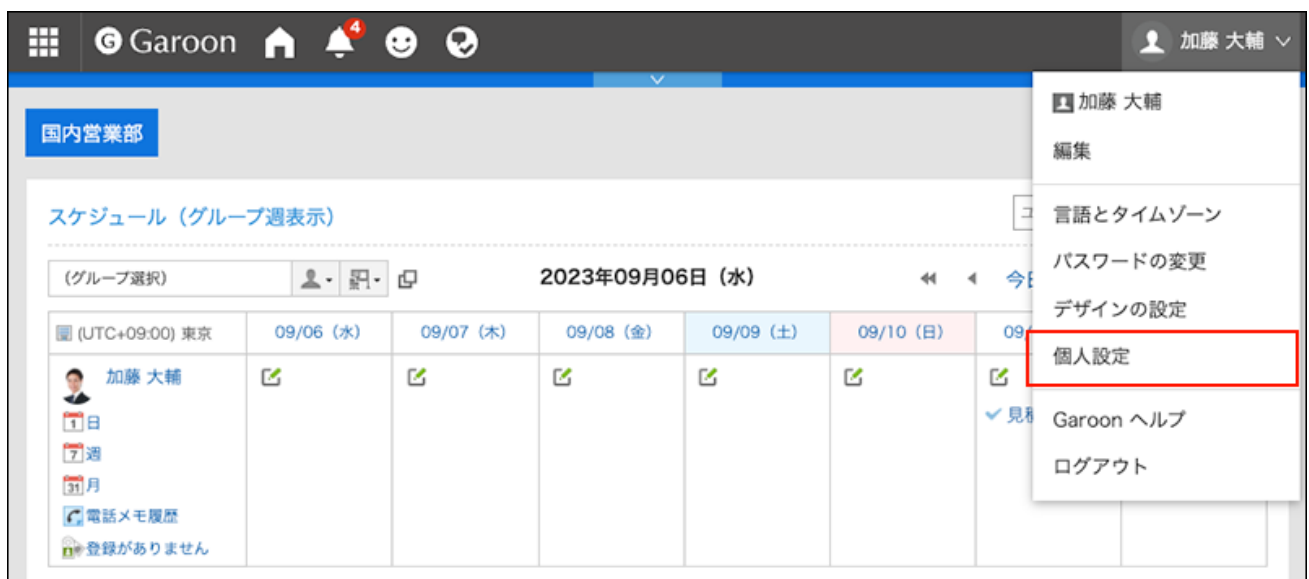 G Garoon 4 加藤 大輔
加藤 大輔
国内営業部
編集
スケジュール（グループ週表示）
言語とタイムゾーン
パスワードの変更
(グループ選択)
2023年09月06日（水）
デザインの設定
(UTC+09:00) 東京 09/06（水） 09/07（木） 09/08（金） 09/09（土） 09/10（日）
個人設定
加藤 大輔
1 日
Garoon ヘルプ
7 週
ログアウト
31 月
電話メモ履歴
登録がありません